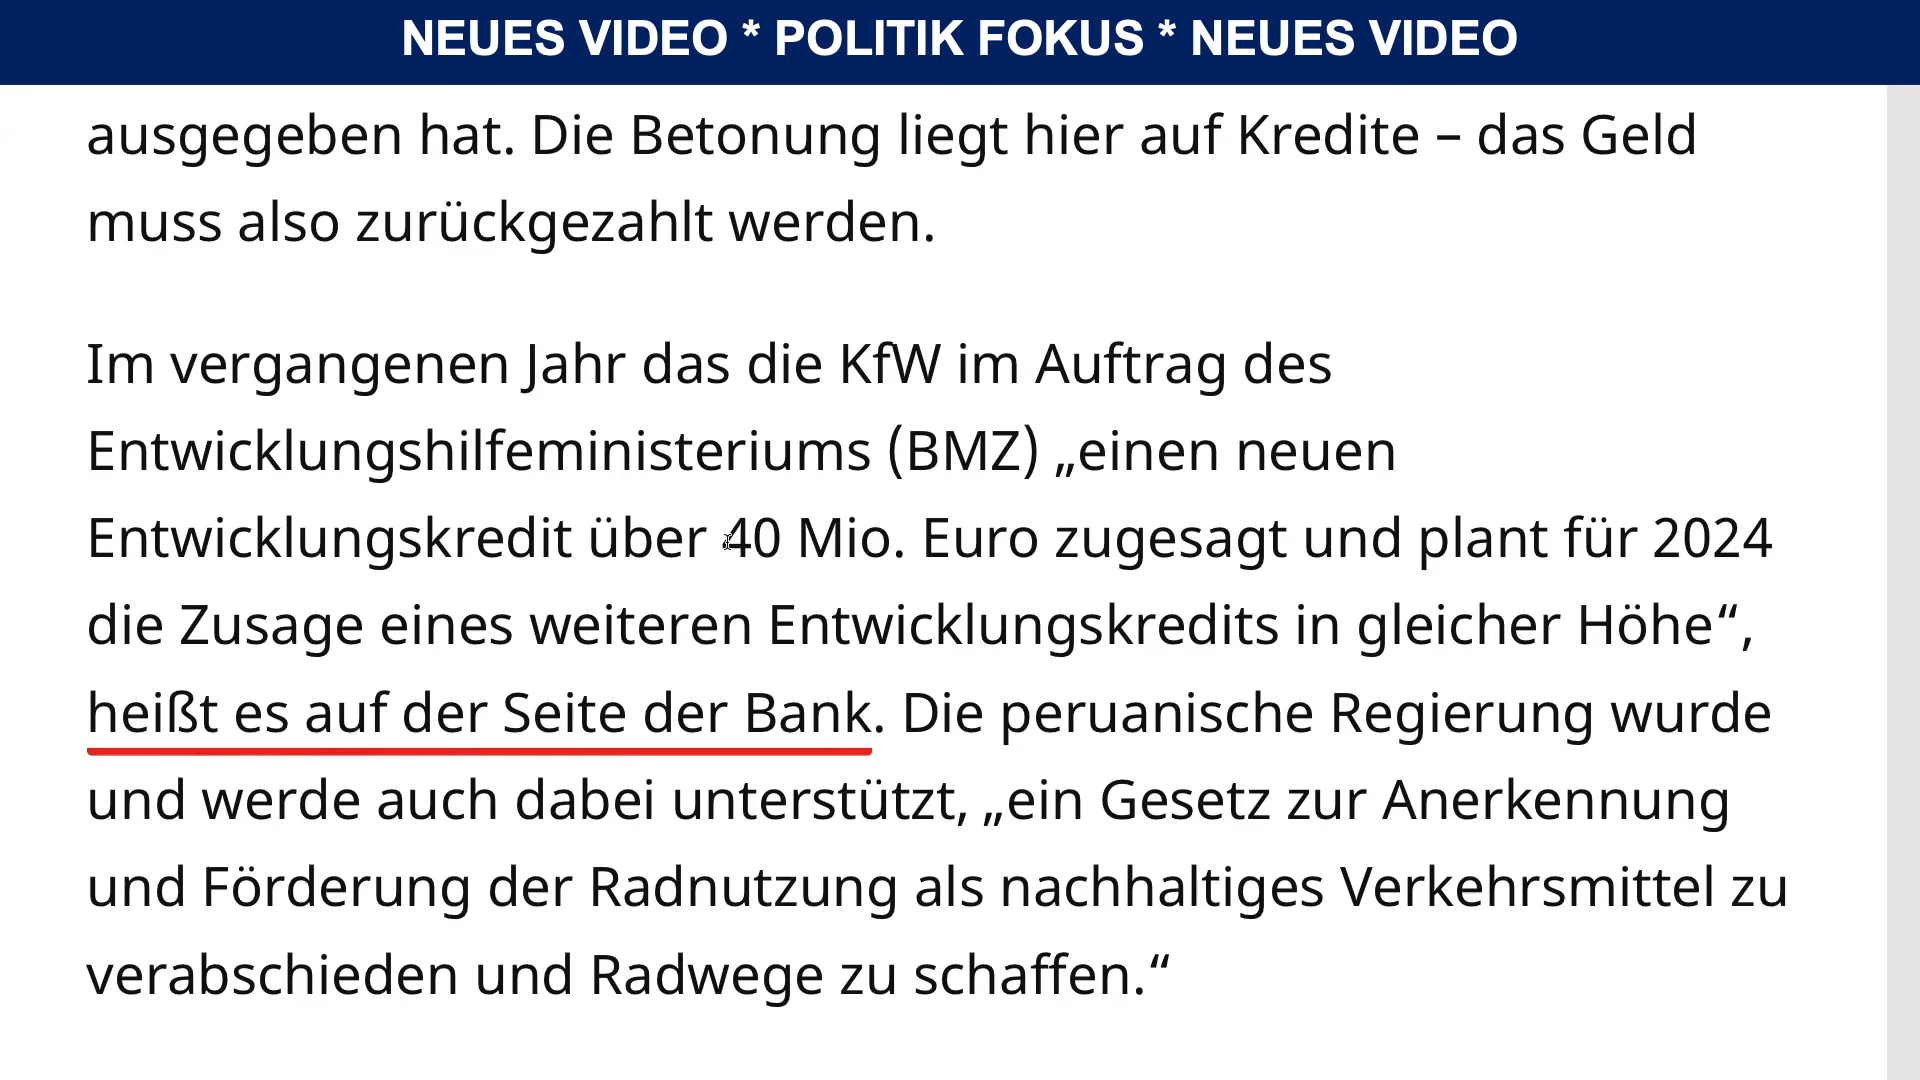 NEUES VIDEO * POLITIK FOKUS * NEUES VIDEO
ausgegeben hat. Die Betonung liegt hier auf Kredite – das Geld
muss also zurückgezahlt werden.
Im vergangenen Jahr das die KfW im Auftrag des
Entwicklungshilfeministeriums (BMZ) „einen neuen
Entwicklungskredit über 40 Mio. Euro zugesagt und plant für 2024
die Zusage eines weiteren Entwicklungskredits in gleicher Höhe“,
heißt es auf der Seite der Bank. Die peruanische Regierung wurde
und werde auch dabei unterstützt, „ein Gesetz zur Anerkennung
und Förderung der Radnutzung als nachhaltiges Verkehrsmittel zu
verabschieden und Radwege zu schaffen.“